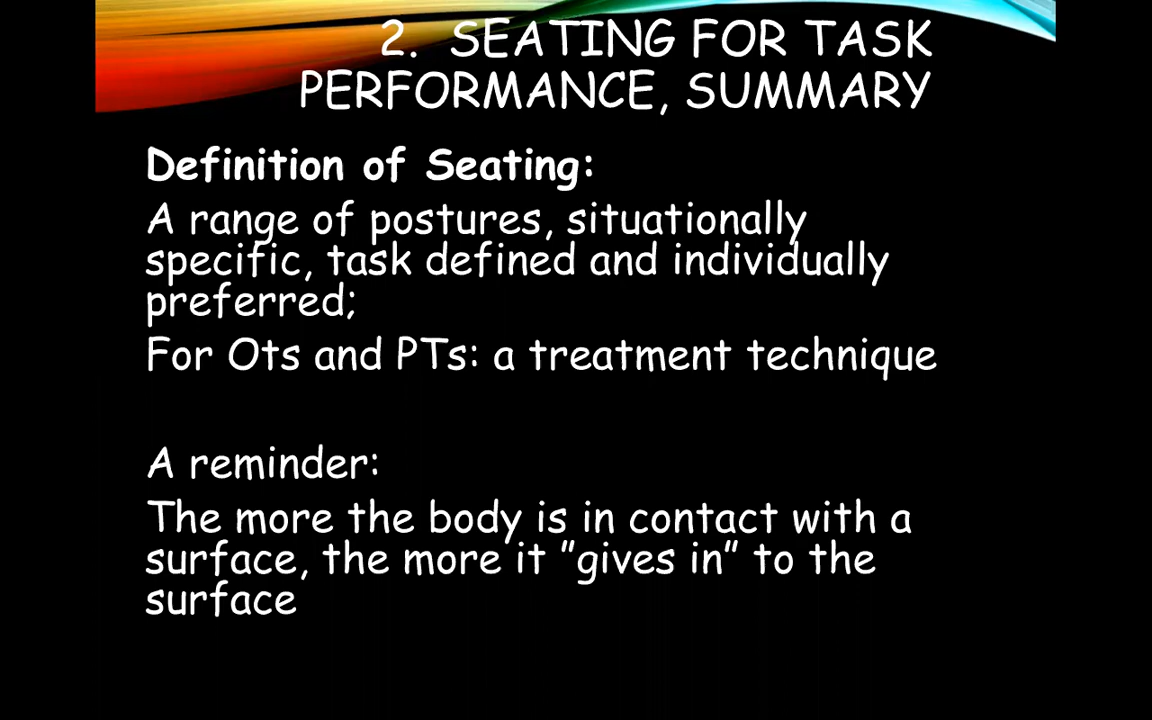 2. SEATING FOR TASK
PERFORMANCE, SUMMARY
Definition of Seating:
A range of postures, situationally
specific, task defined and individually
preferred;
For Ots and PTs: a treatment technique
A reminder:
The more the body is in contact with a
surface, the more it "gives in" to the
surface